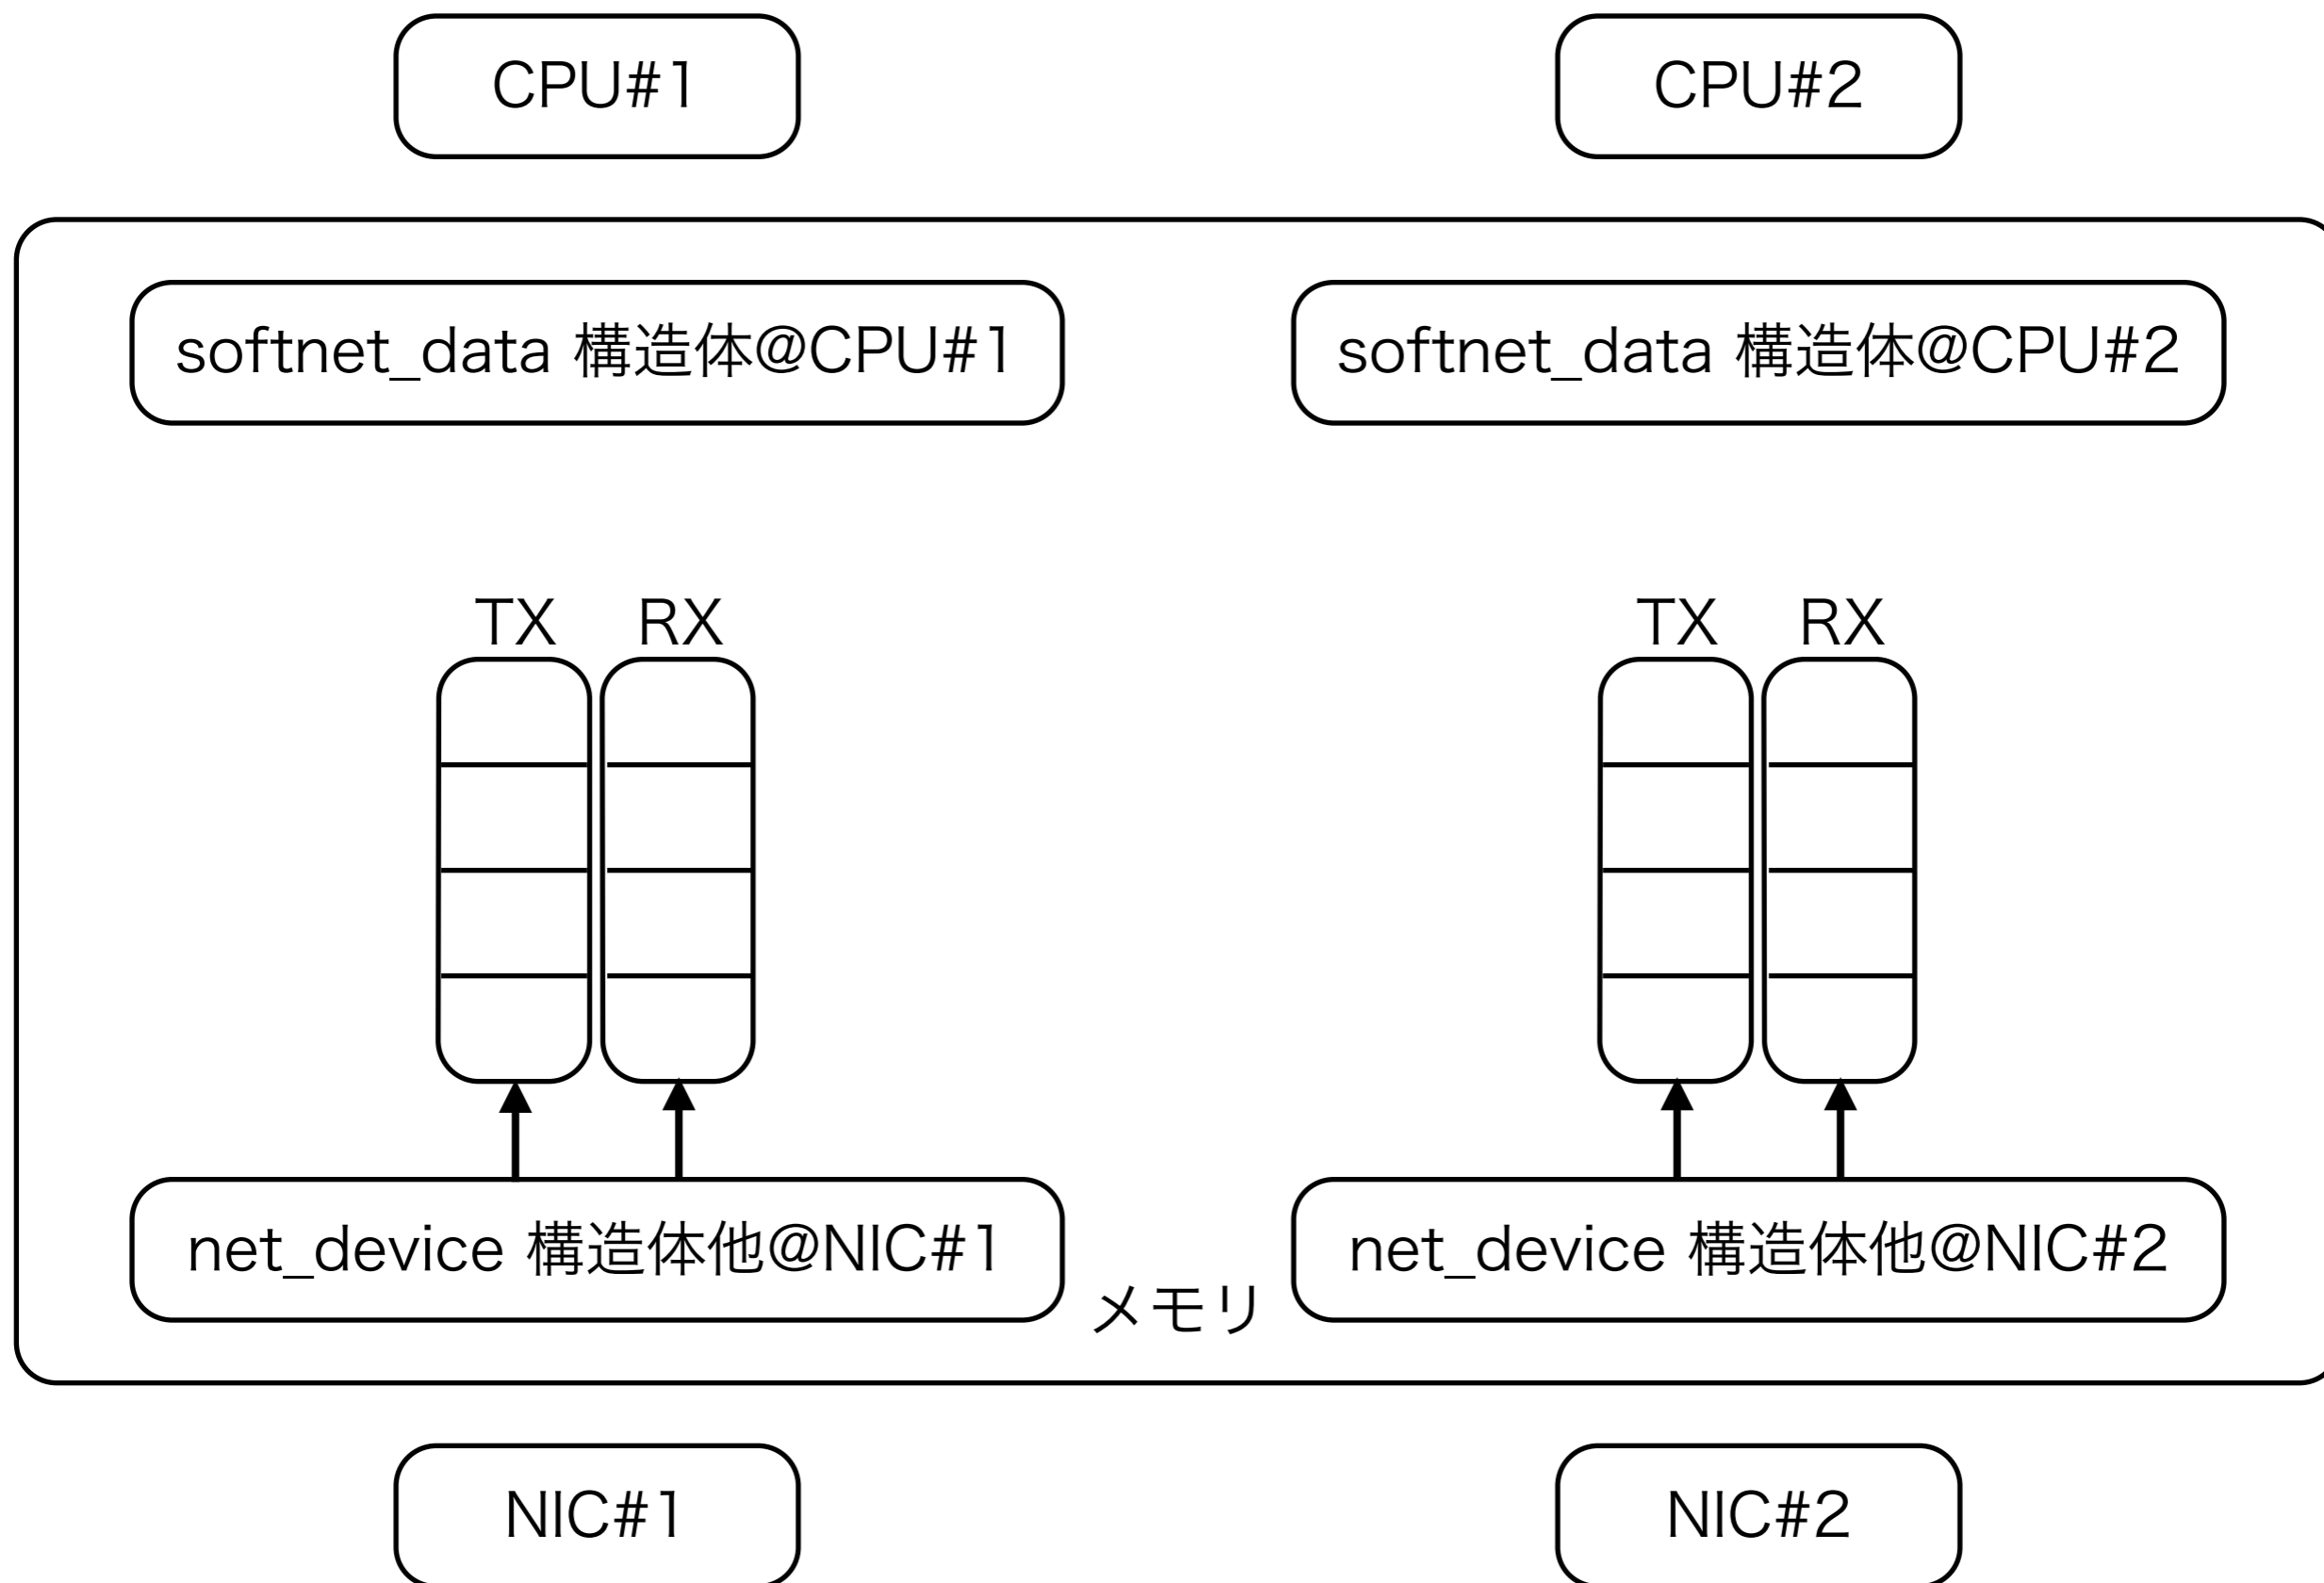 CPU#1
CPU#2
softnet_data 構造体@CPU#1
softnet_data 構造体@CPU#2
TX RX
TX RX
net_device 構造体他@NIC#1
net_device 構造体他@NIC#2
メモリ
NIC#1
NIC#2